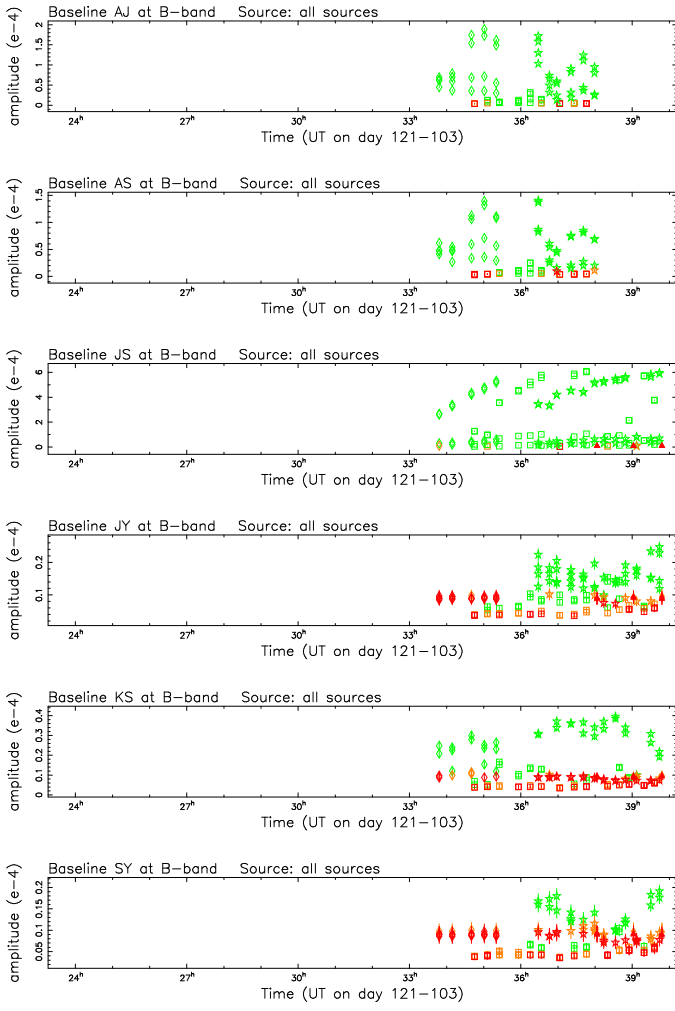 Baseline AJ at B-band Source: all sources
amplitude (e-4)
2
1.5
1
0.5
0
24h 27h 30h 33h 36h 39h
Time (UT on day 121-103)
Baseline AS at B-band Source: all sources
amplitude (e-4)
1.5
1
0.5
0
24h 27h 30h 33h 36h 39h
Time (UT on day 121-103)
Baseline JS at B-band Source: all sources
amplitude (e-4)
6
4
2
0
24h 27h 30h 33h 36h 39h
Time (UT on day 121-103)
Baseline JY at B-band Source: all sources
amplitude (e-4)
0.2
0.1
24h 27h 30h 33h 36h 39h
Time (UT on day 121-103)
Baseline KS at B-band Source: all sources
amplitude (e-4)
0.4
0.3
0.2
0.1
0
24h 27h 30h 33h 36h 39h
Time (UT on day 121-103)
Baseline SY at B-band Source: all sources
amplitude (e-4)
0.2
0.15
0.1
0.05
24h 27h 30h 33h 36h 39h
Time (UT on day 121-103)